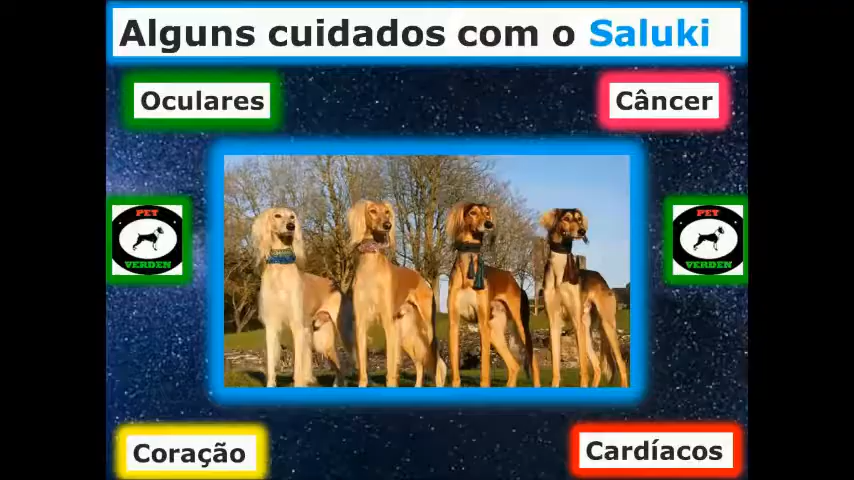 Alguns cuidados com o Saluki
Oculares
Câncer
PET
VERDEN
PET
VERDEN
Coração
Cardíacos